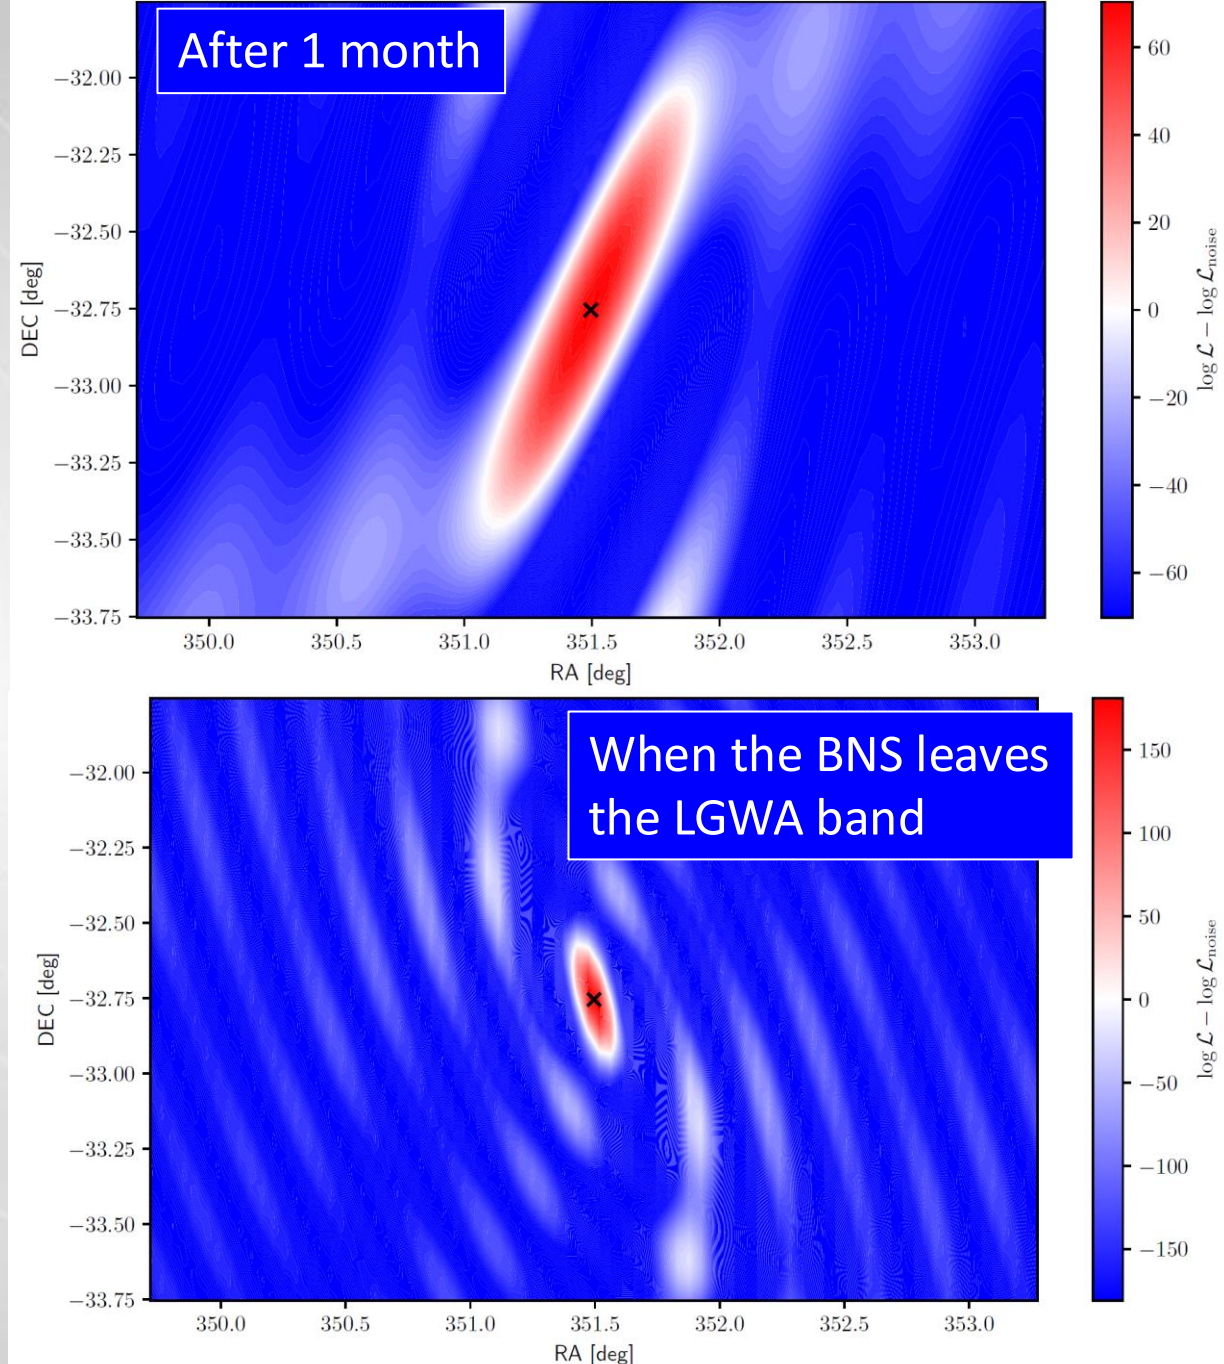 After 1 month
−32.00
−32.25
−32.50
−32.75
−33.00
−33.25
−33.50
−33.75
DEC [deg]
350.0 350.5 351.0 351.5 352.0 352.5 353.0
RA [deg]
60
40
20
0
−20
−40
−60
log ℒ − log ℒnoise
When the BNS leaves
the LGWA band
−32.00
−32.25
−32.50
−32.75
−33.00
−33.25
−33.50
−33.75
DEC [deg]
350.0 350.5 351.0 351.5 352.0 352.5 353.0
RA [deg]
150
100
50
0
−50
−100
−150
log ℒ − log ℒnoise